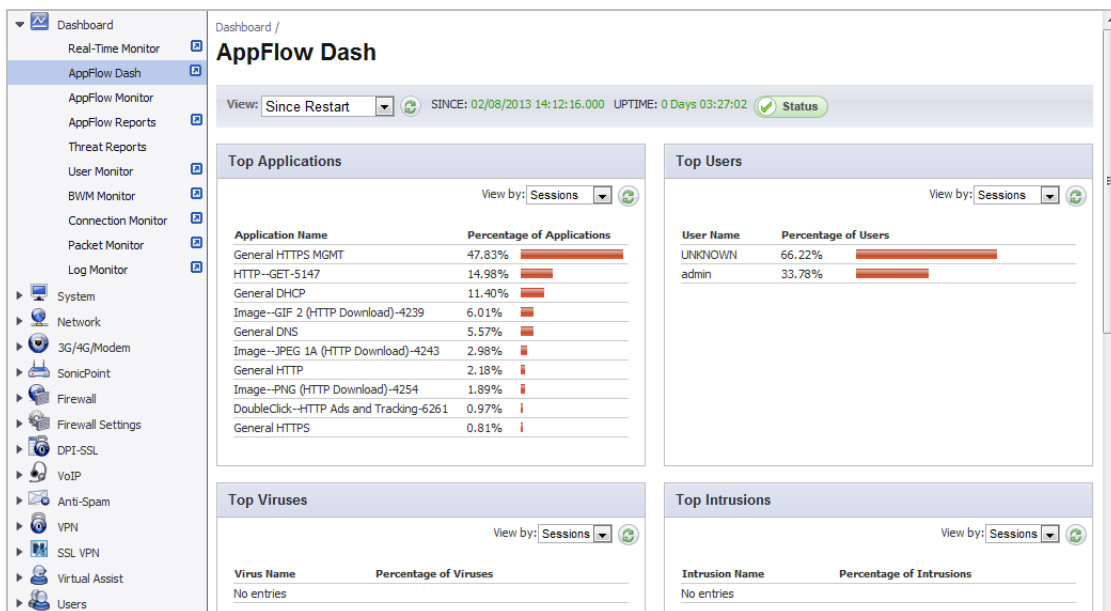 Dashboard
Real-Time Monitor
AppFlow Dash
AppFlow Monitor
AppFlow Reports
Threat Reports
User Monitor
BWM Monitor
Connection Monitor
Packet Monitor
Log Monitor
System
Network
3G/4G/Modem
SonicPoint
Firewall
Firewall Settings
DPI-SSL
VoIP
Anti-Spam
VPN
SSL VPN
Virtual Assist
Users
Dashboard /
AppFlow Dash
View: Since Restart SINCE: 02/08/2013 14:12:16.000 UPTIME: 0 Days 03:27:02 Status
Top Applications
View by: Sessions
Application Name Percentage of Applications
General HTTPS MGMT 47.83%
HTTP--GET-5147 14.98%
General DHCP 11.40%
Image--GIF 2 (HTTP Download)-4239 6.01%
General DNS 5.57%
Image--JPEG 1A (HTTP Download)-4243 2.98%
General HTTP 2.18%
Image--PNG (HTTP Download)-4254 1.89%
DoubleClick--HTTP Ads and Tracking-6261 0.97%
General HTTPS 0.81%
Top Users
View by: Sessions
User Name Percentage of Users
UNKNOWN 66.22%
admin 33.78%
Top Viruses
View by: Sessions
Virus Name Percentage of Viruses
No entries
Top Intrusions
View by: Sessions
Intrusion Name Percentage of Intrusions
No entries